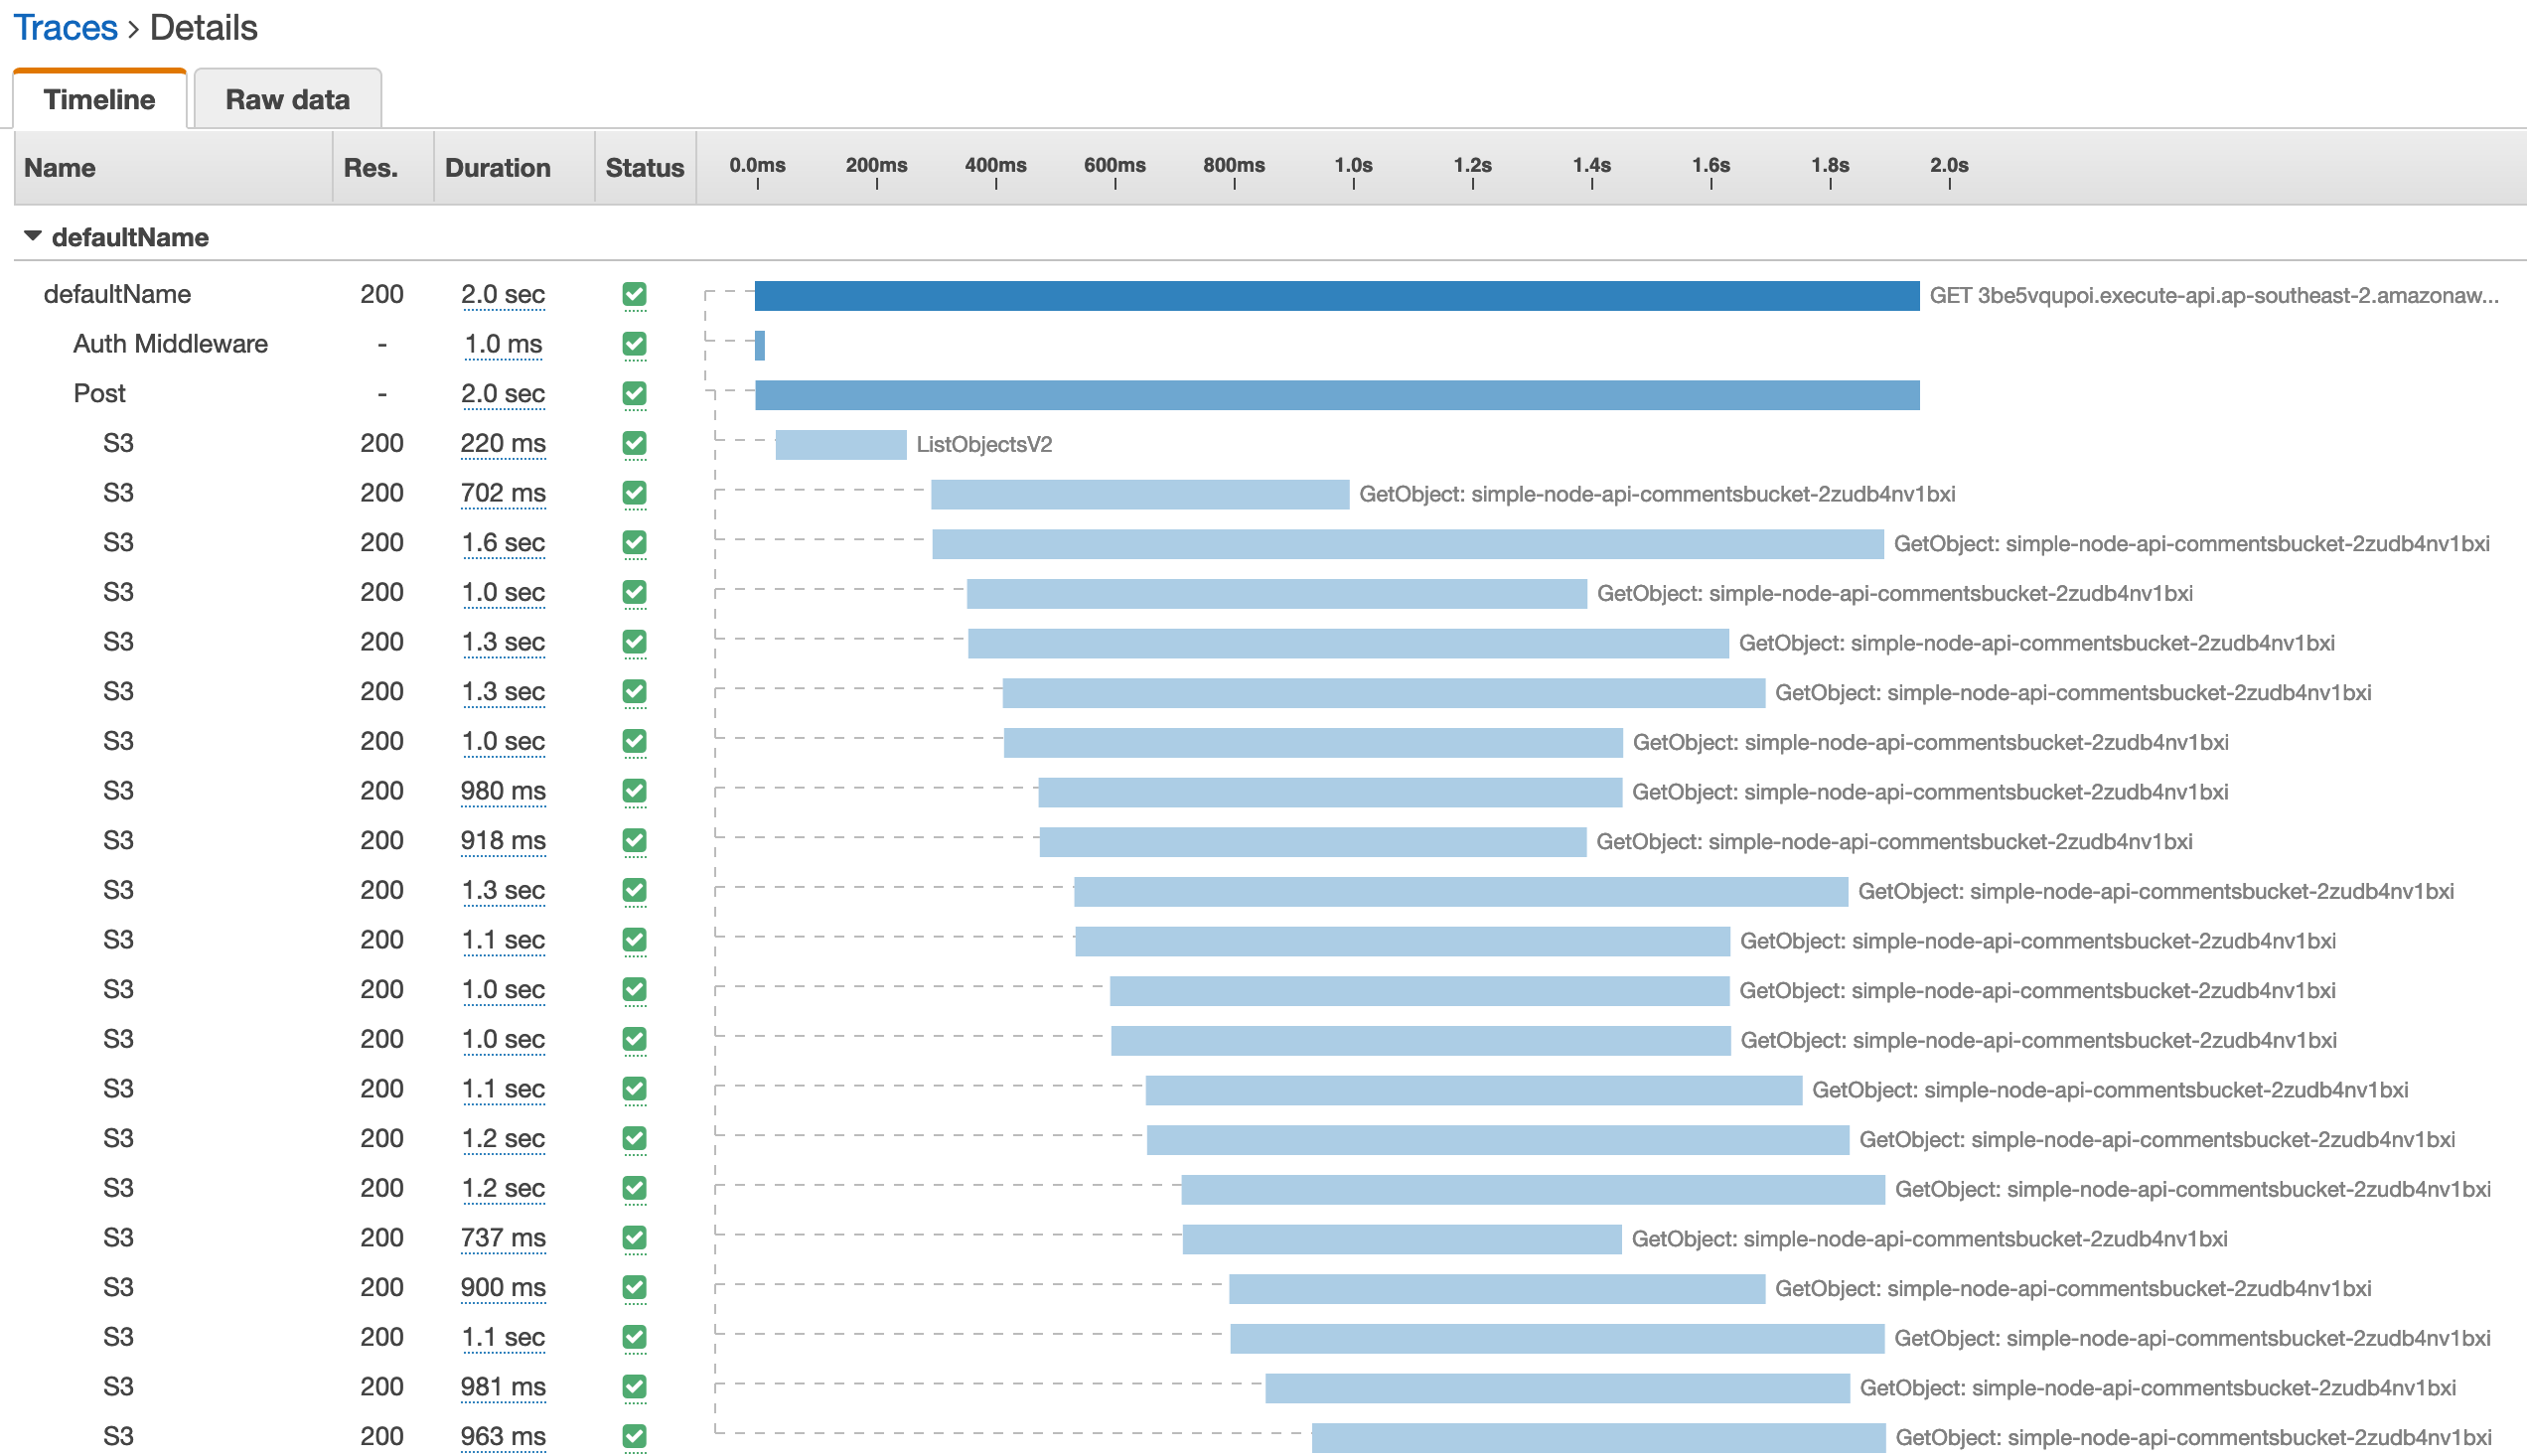 Traces > Details
Timeline Raw data
Name Res. Duration Status 0.0ms 200ms 400ms 600ms 800ms 1.0s 1.2s 1.4s 1.6s 1.8s 2.0s
defaultName
defaultName 200 2.0 sec GET 3be5vqupoi.execute-api.ap-southeast-2.amazonaw...
Auth Middleware - 1.0 ms
Post - 2.0 sec
S3 200 220 ms ListObjectsV2
S3 200 702 ms GetObject: simple-node-api-commentsbucket-2zudb4nv1bxi
S3 200 1.6 sec GetObject: simple-node-api-commentsbucket-2zudb4nv1bxi
S3 200 1.0 sec GetObject: simple-node-api-commentsbucket-2zudb4nv1bxi
S3 200 1.3 sec GetObject: simple-node-api-commentsbucket-2zudb4nv1bxi
S3 200 1.3 sec GetObject: simple-node-api-commentsbucket-2zudb4nv1bxi
S3 200 1.0 sec GetObject: simple-node-api-commentsbucket-2zudb4nv1bxi
S3 200 980 ms GetObject: simple-node-api-commentsbucket-2zudb4nv1bxi
S3 200 918 ms GetObject: simple-node-api-commentsbucket-2zudb4nv1bxi
S3 200 1.3 sec GetObject: simple-node-api-commentsbucket-2zudb4nv1bxi
S3 200 1.1 sec GetObject: simple-node-api-commentsbucket-2zudb4nv1bxi
S3 200 1.0 sec GetObject: simple-node-api-commentsbucket-2zudb4nv1bxi
S3 200 1.0 sec GetObject: simple-node-api-commentsbucket-2zudb4nv1bxi
S3 200 1.1 sec GetObject: simple-node-api-commentsbucket-2zudb4nv1bxi
S3 200 1.2 sec GetObject: simple-node-api-commentsbucket-2zudb4nv1bxi
S3 200 1.2 sec GetObject: simple-node-api-commentsbucket-2zudb4nv1bxi
S3 200 737 ms GetObject: simple-node-api-commentsbucket-2zudb4nv1bxi
S3 200 900 ms GetObject: simple-node-api-commentsbucket-2zudb4nv1bxi
S3 200 1.1 sec GetObject: simple-node-api-commentsbucket-2zudb4nv1bxi
S3 200 981 ms GetObject: simple-node-api-commentsbucket-2zudb4nv1bxi
S3 200 963 ms GetObject: simple-node-api-commentsbucket-2zudb4nv1bxi